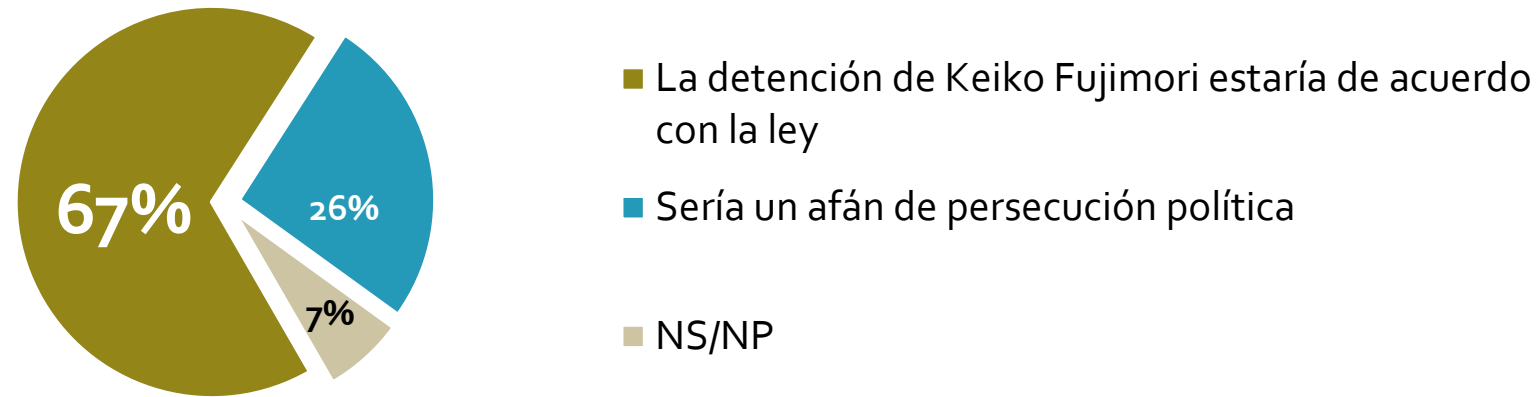 67%
26%
7%
La detención de Keiko Fujimori estaría de acuerdo
con la ley
Sería un afán de persecución política
NS/NP